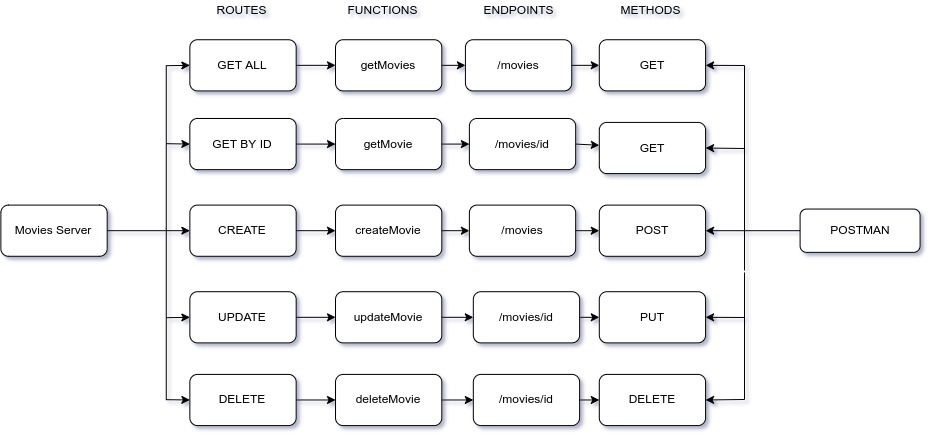 ROUTES FUNCTIONS ENDPOINTS METHODS
GET ALL getMovies /movies GET
GET BY ID getMovie /movies/id GET
Movies Server CREATE createMovie /movies POST POSTMAN
UPDATE updateMovie /movies/id PUT
DELETE deleteMovie /movies/id DELETE